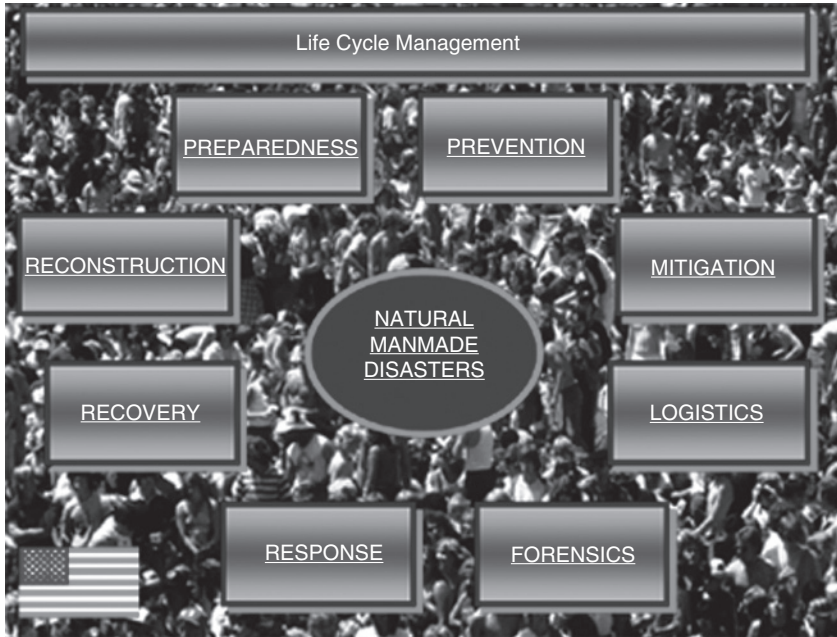 Life Cycle Management
PREPAREDNESS
PREVENTION
RECONSTRUCTION
MITIGATION
NATURAL
MANMADE
DISASTERS
RECOVERY
LOGISTICS
RESPONSE
FORENSICS